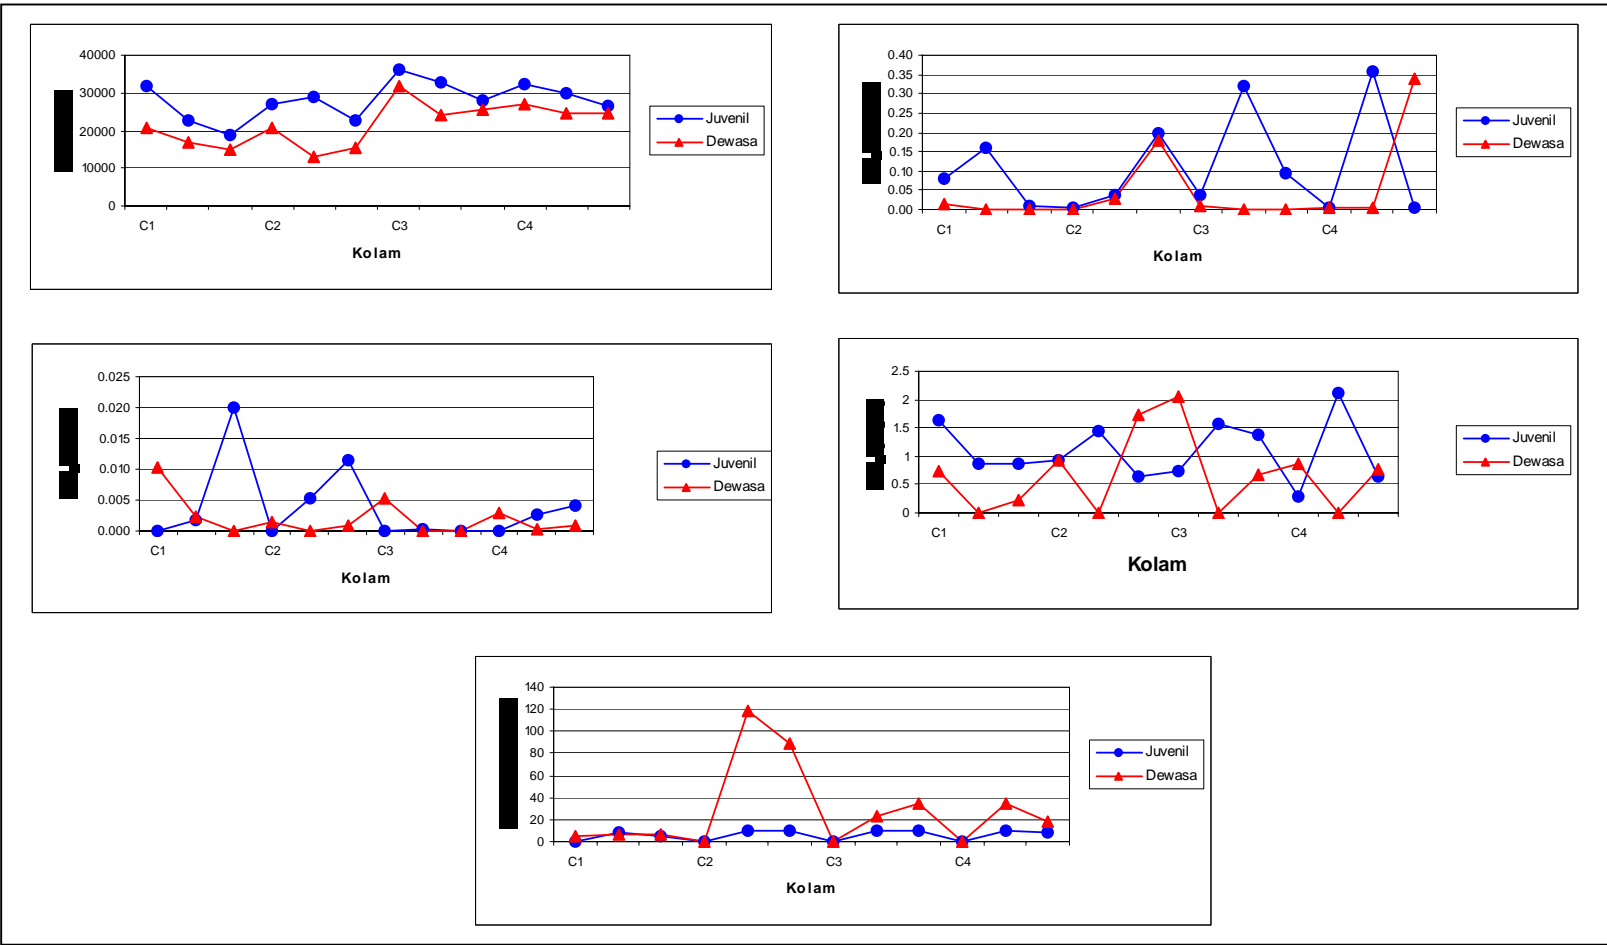 40000
30000
20000
10000
0
C1 C2 C3 C4
Kolam
Juvenil
Dewasa
0.40
0.35
0.30
0.25
0.20
0.15
0.10
0.05
0.00
C1 C2 C3 C4
Kolam
Juvenil
Dewasa
0.025
0.020
0.015
0.010
0.005
0.000
C1 C2 C3 C4
Kolam
Juvenil
Dewasa
2.5
2
1.5
1
0.5
0
C1 C2 C3 C4
Kolam
Juvenil
Dewasa
140
120
100
80
60
40
20
0
C1 C2 C3 C4
Kolam
Juvenil
Dewasa